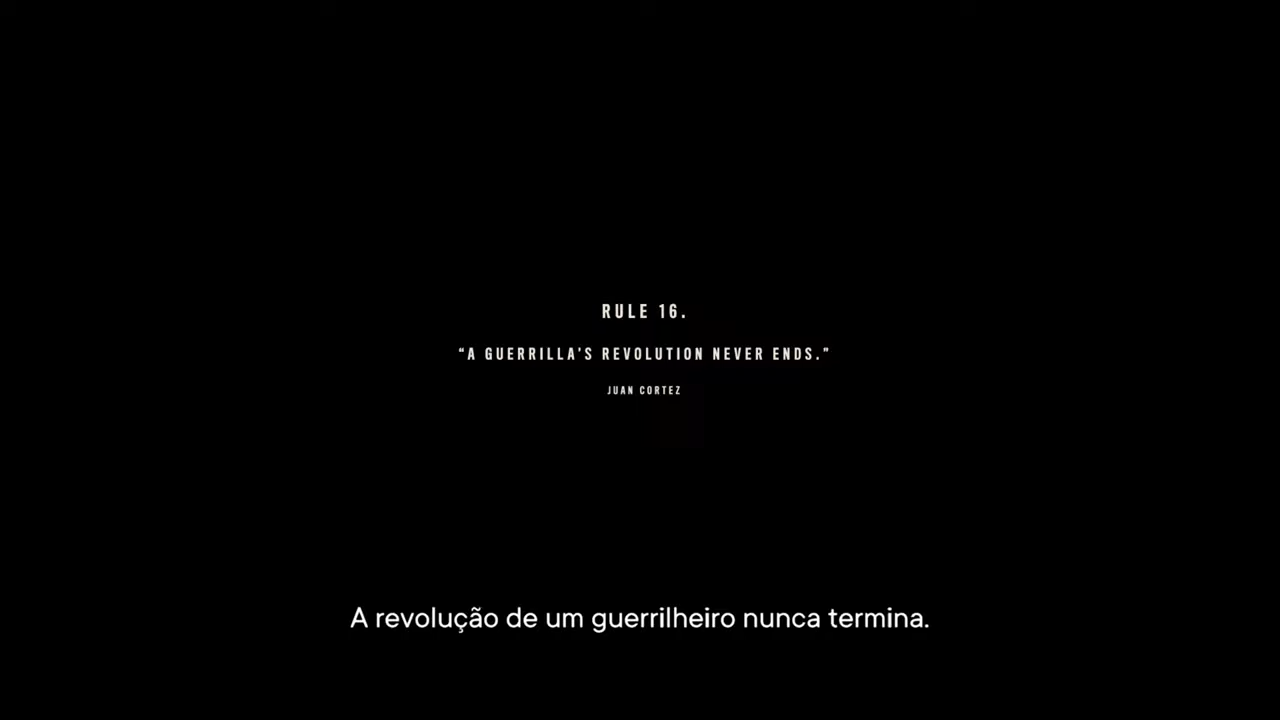 RULE 16.
“A GUERRILLA'S REVOLUTION NEVER ENDS.”
JUAN CORTEZ
A revolução de um guerrilheiro nunca termina.